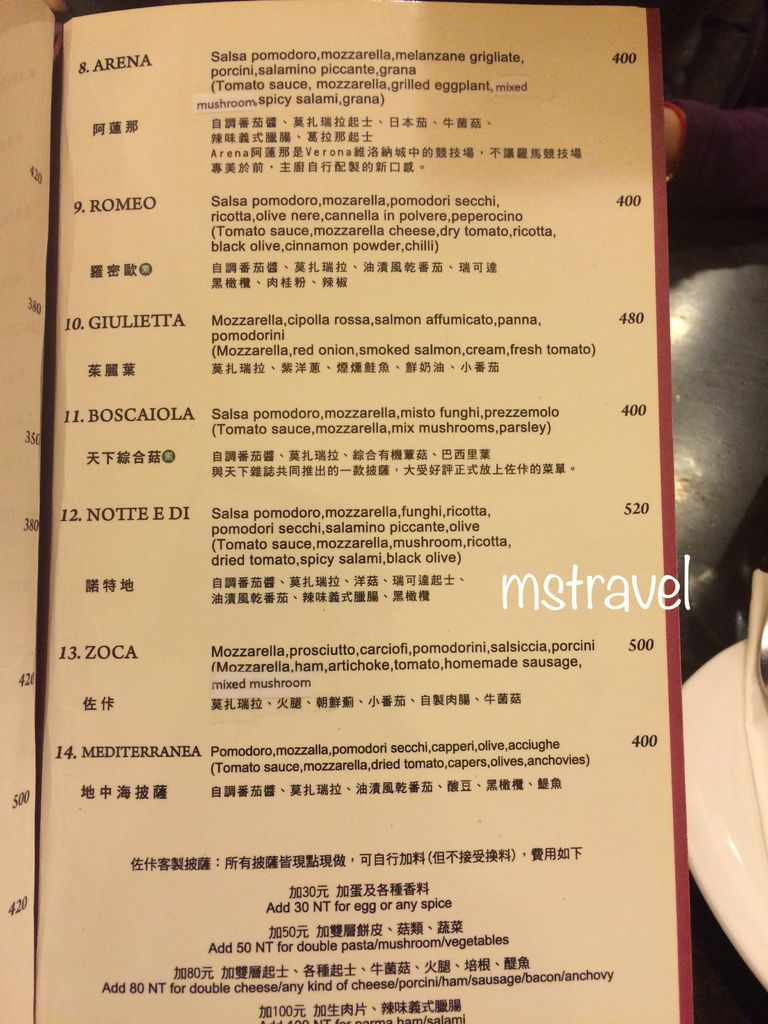 420
380
350
380
420
500
420
8. ARENA
Salsa pomodoro,mozzarella,melanzane grigliate,
400
porcini,salamino piccante,grana
(Tomato sauce, mozzarella,grilled eggplant, mixed
mushroom,spicy salami,grana)
阿蓮那
自調番茄醬、莫扎瑞拉起士、日本茄、牛菌菇、
辣味義式臘腸、葛拉那起士
Arena阿蓮那是Verona維洛納城中的競技場，不讓羅馬競技場
專美於前，主廚自行配製的新口感。
9. ROMEO
Salsa pomodoro,mozarella,pomodori secchi,
400
ricotta,olive nere,cannella in polvere,peperocino
(Tomato sauce,mozzarella cheese,dry tomato,ricotta,
black olive,cinnamon powder,chilli)
羅密歐素
自調番茄醬、莫扎瑞拉、油漬風乾番茄、瑞可達
黑橄欖、肉桂粉、辣椒
10. GIULIETTA
Mozzarella,cipolla rossa,salmon affumicato,panna,
480
pomodorini
(Mozzarella,red onion,smoked salmon,cream,fresh tomato)
茱麗葉
莫扎瑞拉、紫洋蔥、煙燻鮭魚、鮮奶油、小番茄
11. BOSCAIOLA
Salsa pomodoro,mozzarella,misto funghi,prezzemolo
400
(Tomato sauce,mozzarella,mix mushrooms,parsley)
天下綜合菇素
自調番茄醬、莫扎瑞拉、綜合有機蕈菇、巴西里葉
與天下雜誌共同推出的一款披薩，大受好評正式放上佐佧的菜單。
12. NOTTE E DI
Salsa pomodoro,mozzarella,funghi,ricotta,
520
pomodori secchi,salamino piccante,olive
(Tomato sauce,mozzarella,mushroom,ricotta,
dried tomato,spicy salami,black olive)
諾特地
自調番茄醬、莫扎瑞拉、洋菇、瑞可達起士、
油漬風乾番茄、辣味義式臘腸、黑橄欖
mstravel
13. ZOCA
Mozzarella,prosciutto,carciofi,pomodorini,salsiccia,porcini
500
(Mozzarella,ham,artichoke,tomato,homemade sausage,
mixed mushroom
佐佧
莫扎瑞拉、火腿、朝鮮薊、小番茄、自製肉腸、牛菌菇
14. MEDITERRANEA
Pomodoro,mozzalla,pomodori secchi,capperi,olive,acciughe
400
(Tomato sauce,mozzarella,dried tomato,capers,olives,anchovies)
地中海披薩
自調番茄醬、莫扎瑞拉、油漬風乾番茄、酸豆、黑橄欖、鯷魚
佐佧客製披薩：所有披薩皆現點現做，可自行加料(但不接受換料)，費用如下
加30元 加蛋及各種香料
Add 30 NT for egg or any spice
加50元 加雙層餅皮、菇類、蔬菜
Add 50 NT for double pasta/mushroom/vegetables
加80元 加雙層起士、各種起士、牛菌菇、火腿、培根、醍魚
Add 80 NT for double cheese/any kind of cheese/porcini/ham/sausage/bacon/anchovy
加100元 加生肉片、辣味義式臘腸
Add 100 NT for parma ham/salami